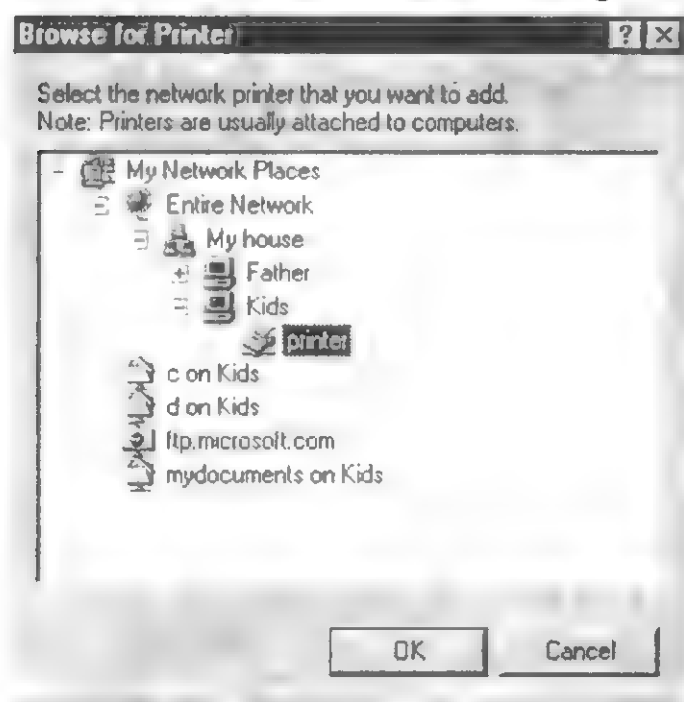 Browse for Printer
Select the network printer that you want to add.
Note: Printers are usually attached to computers.
My Network Places
Entire Network
My house
Father
Kids
printer
c on Kids
d on Kids
ftp.microsoft.com
mydocuments on Kids
OK
Cancel